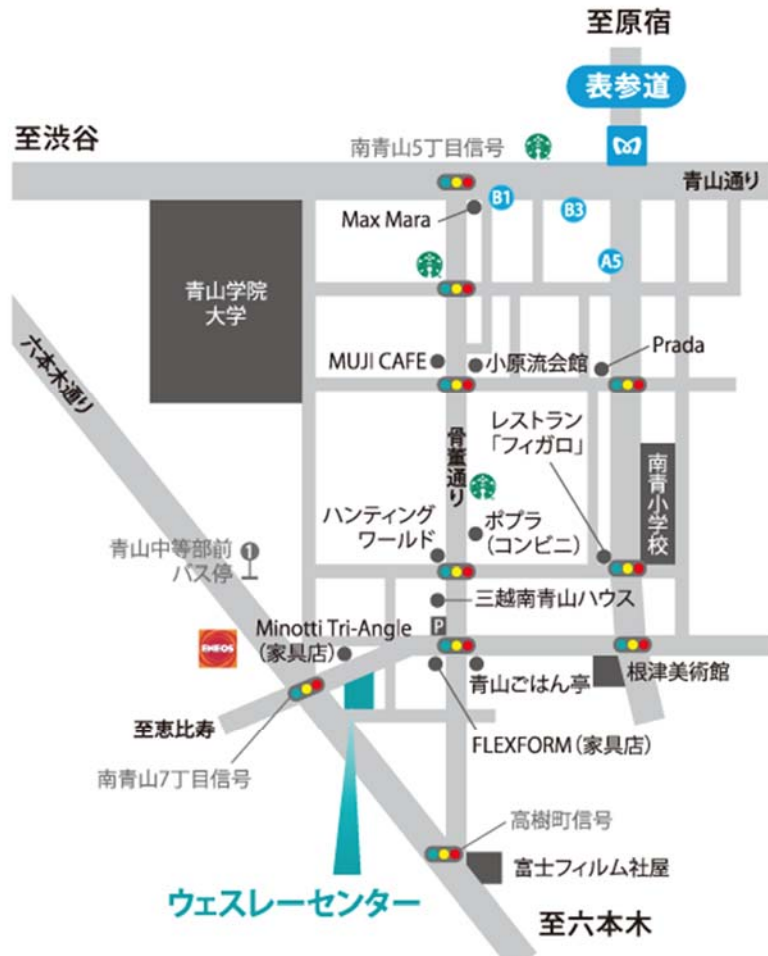 至原宿
表参道
至渋谷
南青山5丁目信号
青山通り
B1
B3
Max Mara
A5
青山学院
大学
六本木通り
MUJI CAFE
小原流会館
Prada
骨董通り
レストラン
「フィガロ」
南青小学校
ハンティング
ワールド
ポプラ
(コンビニ)
青山中等部前
バス停
1
三越南青山ハウス
P
ENEOS
Minotti Tri-Angle
(家具店)
青山ごはん亭
根津美術館
至恵比寿
FLEXFORM(家具店)
南青山7丁目信号
高樹町信号
富士フィルム社屋
ウェスレーセンター
至六本木